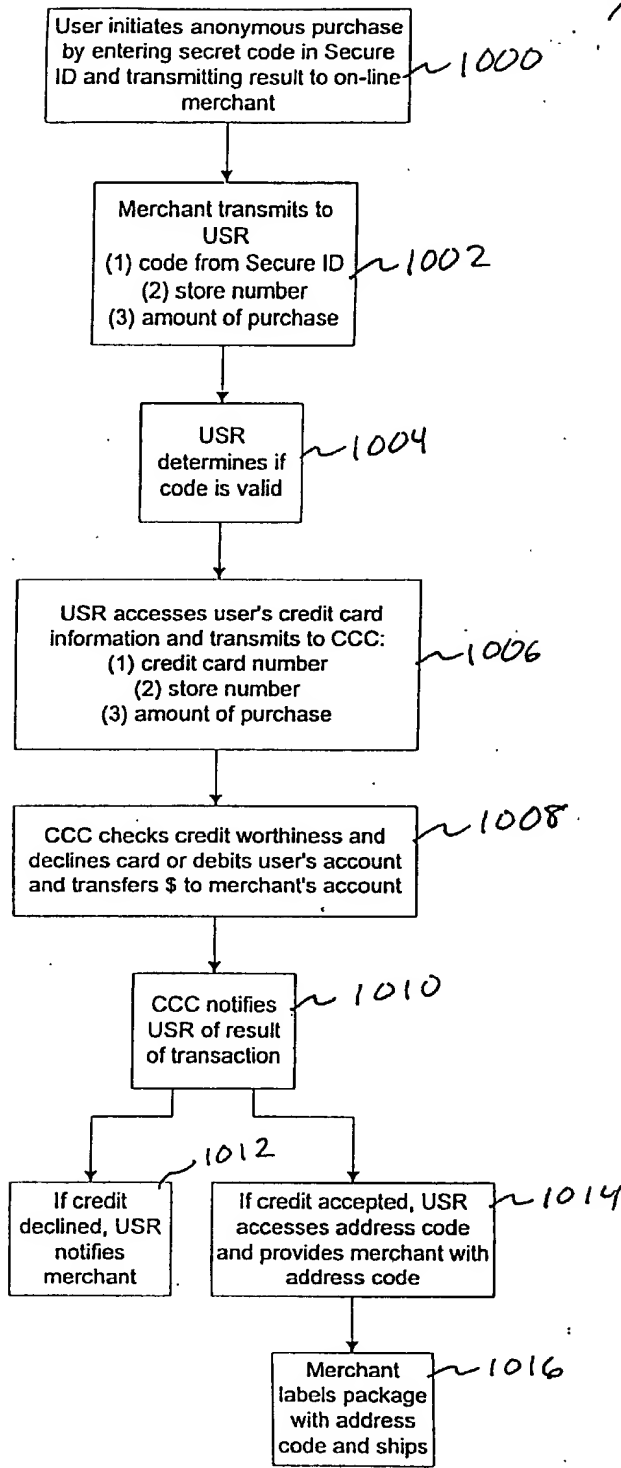 User initiates anonymous purchase
by entering secret code in Secure
ID and transmitting result to on-line
merchant
1000
Merchant transmits to
USR
(1) code from Secure ID
(2) store number
(3) amount of purchase
1002
USR
determines if
code is valid
1004
USR accesses user's credit card
information and transmits to CCC:
(1) credit card number
(2) store number
(3) amount of purchase
1006
CCC checks credit worthiness and
declines card or debits user's account
and transfers $ to merchant's account
1008
CCC notifies
USR of result
of transaction
1010
If credit
declined, USR
notifies
merchant
1012
If credit accepted, USR
accesses address code
and provides merchant with
address code
1014
Merchant
labels package
with address
code and ships
1016